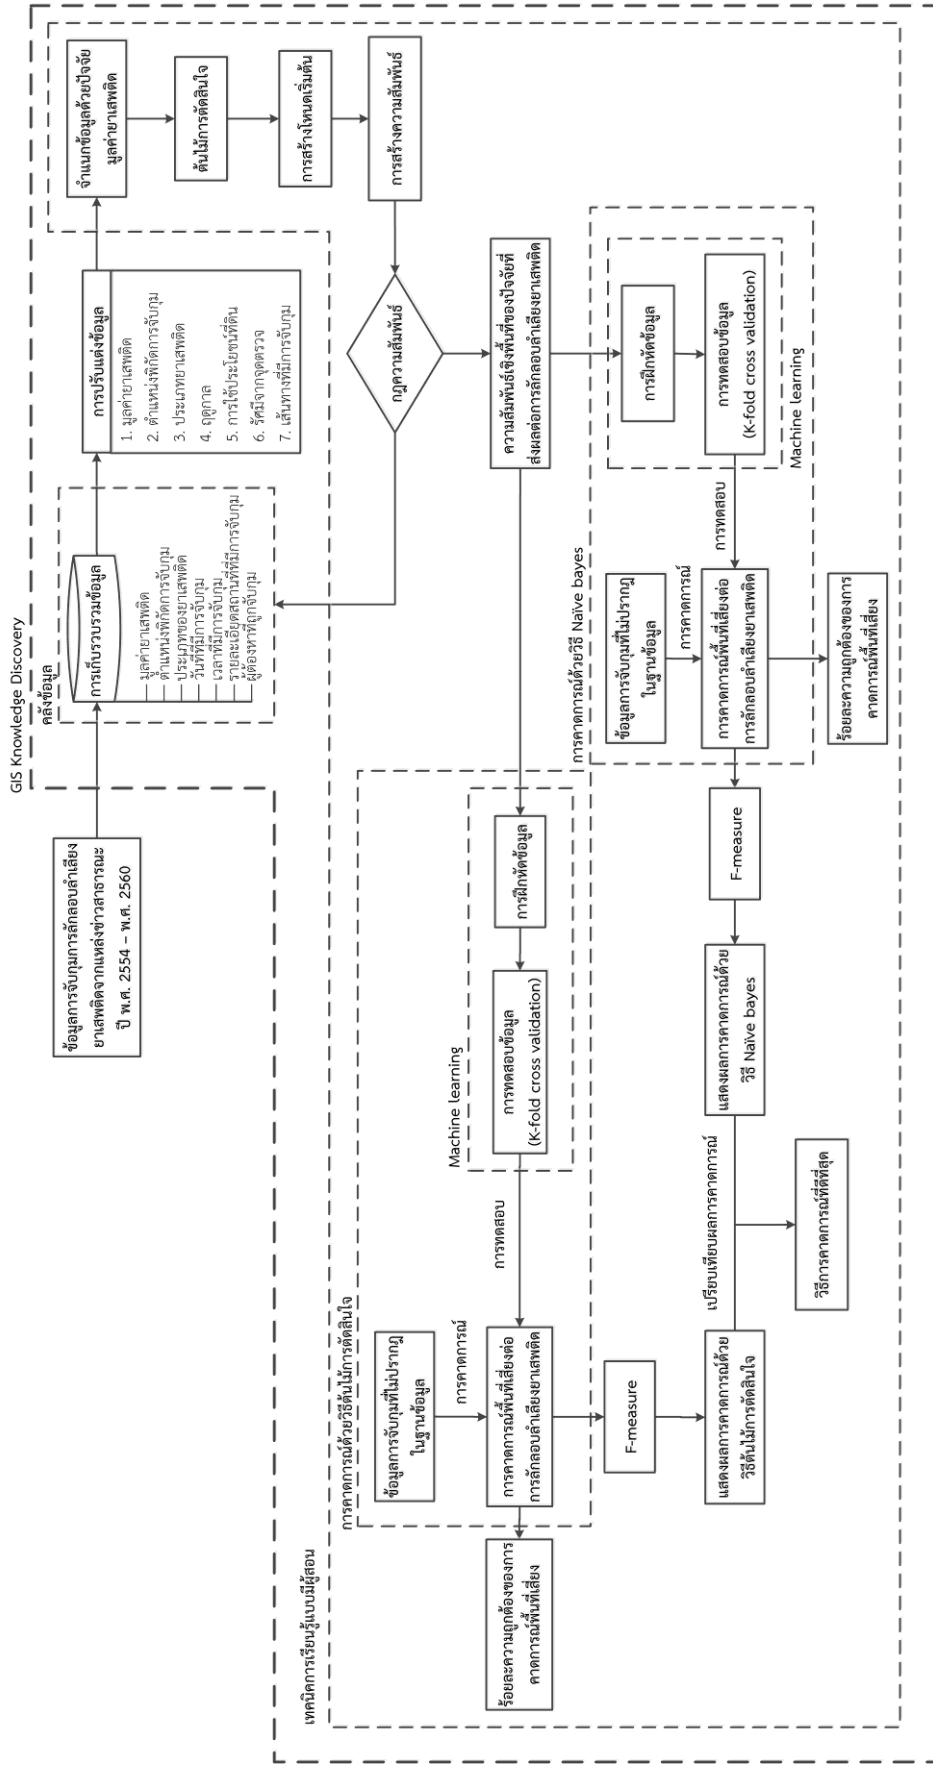 GIS Knowledge Discovery
ข้อมูลการจับกุมการลักลอบลำเลียง
ยาเสพติดจากแหล่งข่าวสาธารณะ
ปี พ.ศ. 2554 – พ.ศ. 2560
คลังข้อมูล
การเก็บรวบรวมข้อมูล
มูลค่ายาเสพติด
ตำแหน่งพิกัดการจับกุม
ประเภทของยาเสพติด
วันที่ที่มีการจับกุม
เวลาที่มีการจับกุม
รายละเอียดสถานที่ที่มีการจับกุม
ผู้ต้องหาที่ถูกจับกุม
การปรับแต่งข้อมูล
1. มูลค่ายาเสพติด
2. ตำแหน่งพิกัดการจับกุม
3. ประเภทยาเสพติด
4. ฤดูกาล
5. การใช้ประโยชน์ที่ดิน
6. รัศมีจากจุดตรวจ
7. เส้นทางที่มีการจับกุม
จำแนกข้อมูลด้วยปัจจัย
มูลค่ายาเสพติด
ต้นไม้การตัดสินใจ
การสร้างโหนดเริ่มต้น
การสร้างความสัมพันธ์
กฎความสัมพันธ์
ความสัมพันธ์เชิงพื้นที่ของปัจจัยที่
ส่งผลต่อการลักลอบลำเลียงยาเสพติด
เทคนิคการเรียนรู้แบบมีผู้สอน
การคาดการณ์ด้วยวิธีต้นไม้การตัดสินใจ
Machine learning
การฝึกหัดข้อมูล
การทดสอบข้อมูล
(K-fold cross validation)
การทดสอบ
ข้อมูลการจับกุมที่ไม่ปรากฏ
ในฐานข้อมูล
การคาดการณ์
การคาดการณ์พื้นที่เสี่ยงต่อ
การลักลอบลำเลียงยาเสพติด
ร้อยละความถูกต้องของการ
คาดการณ์พื้นที่เสี่ยง
F-measure
แสดงผลการคาดการณ์ด้วย
วิธีต้นไม้การตัดสินใจ
การคาดการณ์ด้วยวิธี Naïve bayes
การฝึกหัดข้อมูล
การทดสอบข้อมูล
(K-fold cross validation)
Machine learning
การทดสอบ
ข้อมูลการจับกุมที่ไม่ปรากฏ
ในฐานข้อมูล
การคาดการณ์
การคาดการณ์พื้นที่เสี่ยงต่อ
การลักลอบลำเลียงยาเสพติด
ร้อยละความถูกต้องของการ
คาดการณ์พื้นที่เสี่ยง
F-measure
แสดงผลการคาดการณ์ด้วย
วิธี Naïve bayes
เปรียบเทียบผลการคาดการณ์
วิธีการคาดการณ์ที่ดีที่สุด